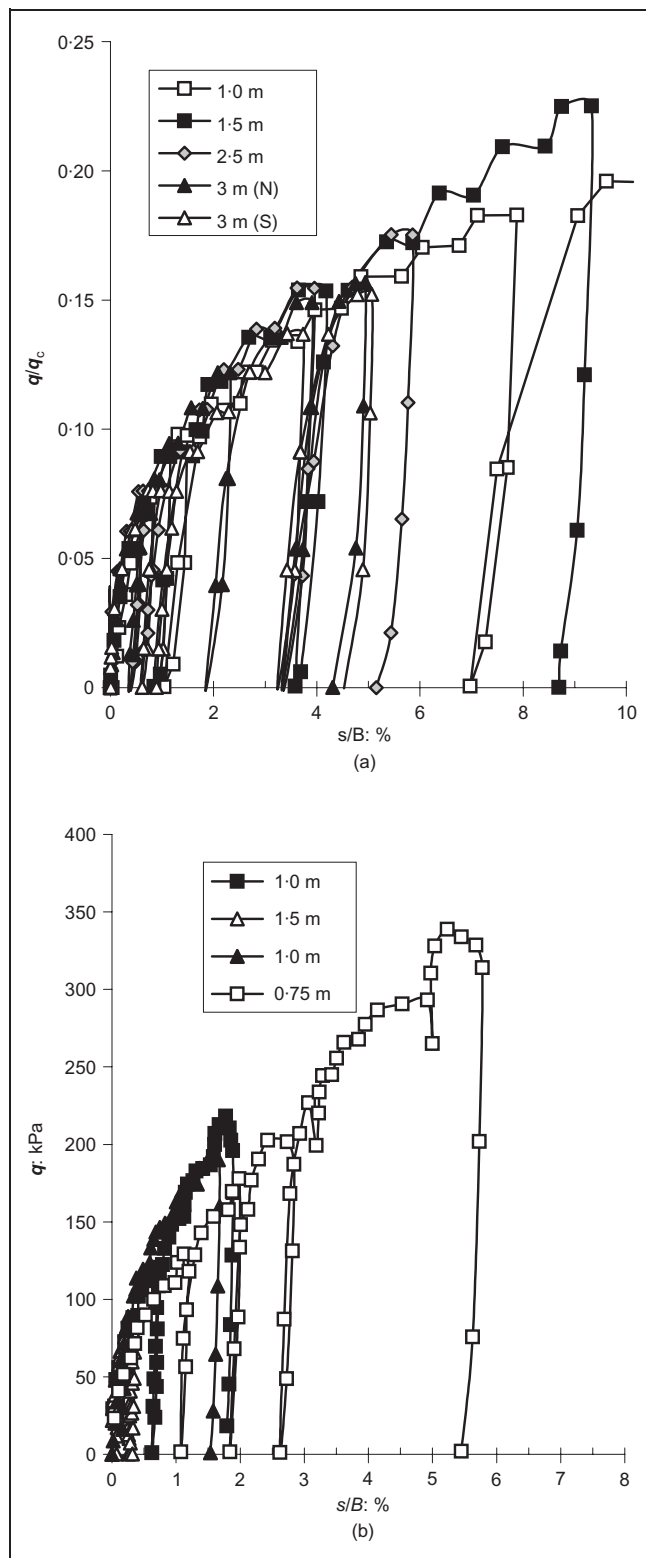 0·25
0·20
0·15
0·10
0·05
0
q/qc
1·0 m
1·5 m
2·5 m
3 m (N)
3 m (S)
0 2 4 6 8 10
s/B: %
(a)
400
350
300
250
200
150
100
50
0
q: kPa
1·0 m
1·5 m
1·0 m
0·75 m
0 1 2 3 4 5 6 7 8
s/B: %
(b)